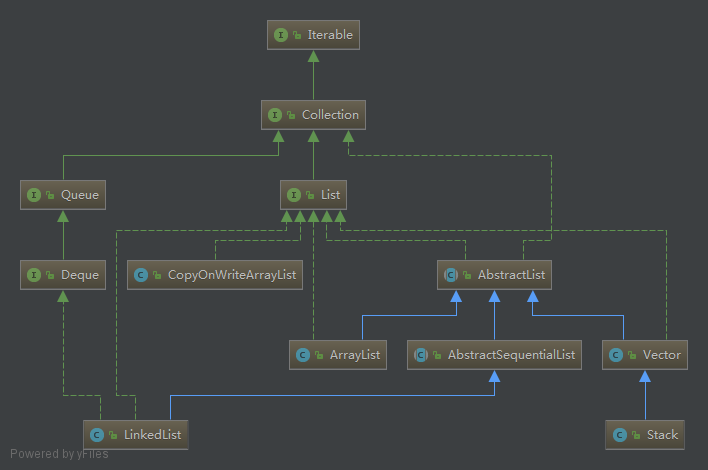 I Iterable
I Collection
I Queue
I List
I Deque
C CopyOnWriteArrayList
C AbstractList
C ArrayList
C AbstractSequentialList
C Vector
C LinkedList
C Stack
Powered by yFiles